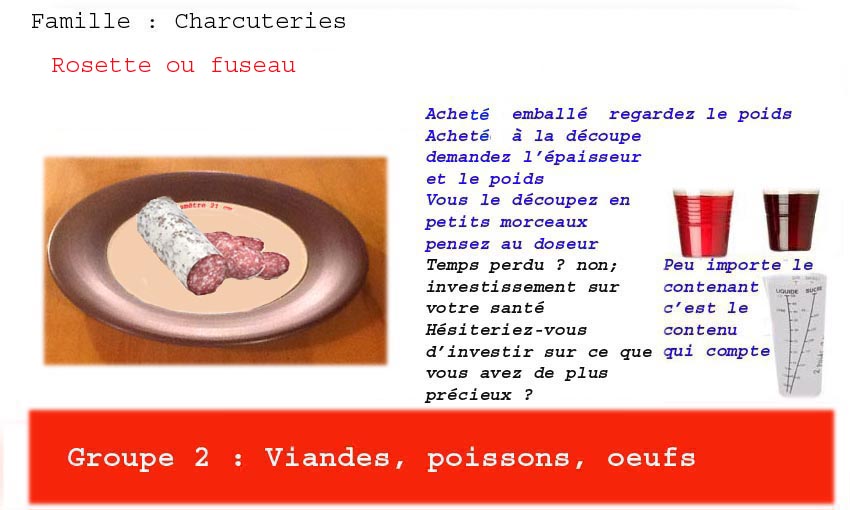 Famille : Charcuteries
Rosette ou fuseau
Acheté emballé regardez le poids
Acheté à la découpe
demandez l'épaisseur
et le poids
Vous le découpez en
petits morceaux
pensez au doseur
Temps perdu ? non;
investissement sur
votre santé
Hésiteriez-vous
d'investir sur ce que
vous avez de plus
précieux ?
Peu importe le
contenant
c'est le
contenu
qui compte
LIQUIDE SUCRE
21 cm
Groupe 2 : Viandes, poissons, oeufs